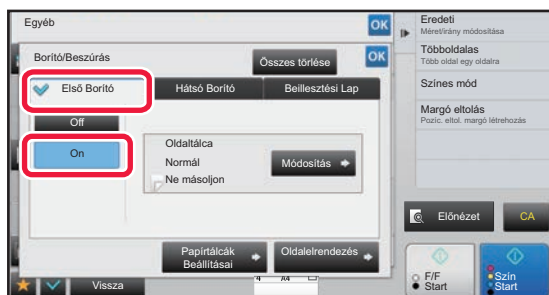 Egyéb
OK
Borító/Beszúrás
Összes törlése
OK
Első Borító
Hátsó Borító
Beillesztési Lap
Off
On
Oldaltálca
Normál
Ne másoljon
Módosítás
Papírtálcák
Beállításai
Oldalelrendezés
Vissza
A4
Eredeti
Méret/irány módosítása
Többoldalas
Több oldal egy oldalra
Színes mód
Margó eltolás
Pozic. eltol. margó létrehozás
Előnézet
CA
F/F
Start
Szín
Start